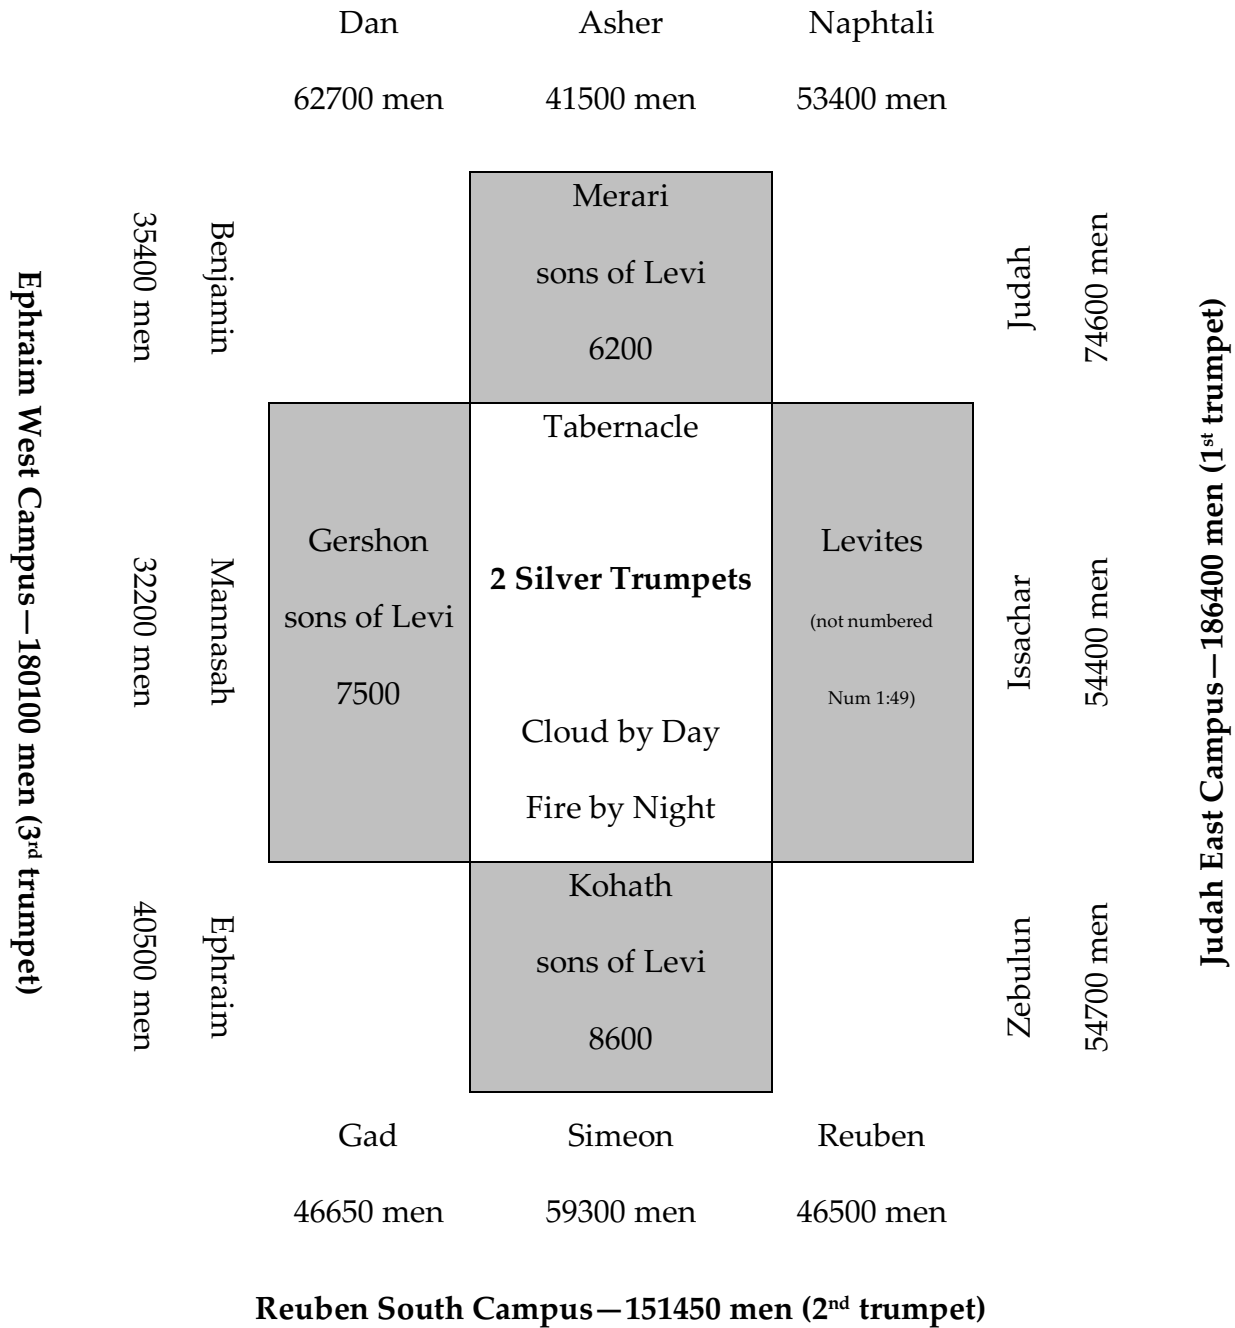 Dan Asher Naphtali
62700 men 41500 men 53400 men
Ephraim West Campus—180100 men (3rd trumpet)
35400 men
Benjamin
32200 men
Mannasah
40500 men
Ephraim
Merari
sons of Levi
6200
Gershon
sons of Levi
7500
Tabernacle
2 Silver Trumpets
Cloud by Day
Fire by Night
Levites
(not numbered
Num 1:49)
Kohath
sons of Levi
8600
Judah
74600 men
Issachar
54400 men
Zebulun
54700 men
Judah East Campus—186400 men (1st trumpet)
Gad Simeon Reuben
46650 men 59300 men 46500 men
Reuben South Campus—151450 men (2nd trumpet)